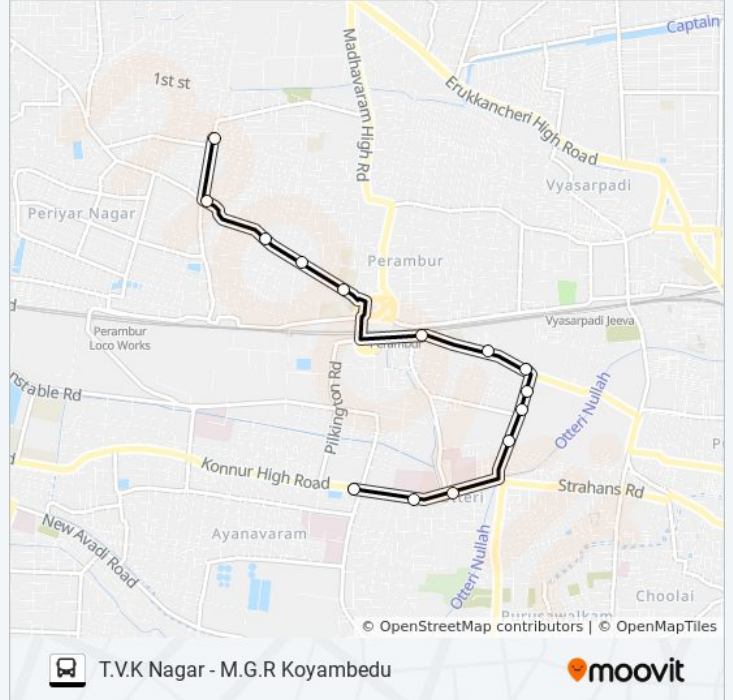 Captain
1st st
Madhavaram High Rd
Erukkancheri High Road
Vyasarpadi
Periyar Nagar
Perambur
Perambur
Loco Works
Vyasarpadi Jeeva
Perambur
Pilkington Rd
nstable Rd
Otteri Nullah
Konnur High Road
Strahans Rd
Otteri
New Avadi Road
Ayanavaram
Otteri Nullah
Choolai
Purusawalkam
© OpenStreetMap contributors | © OpenMapTiles
T.V.K Nagar - M.G.R Koyambedu
moovit